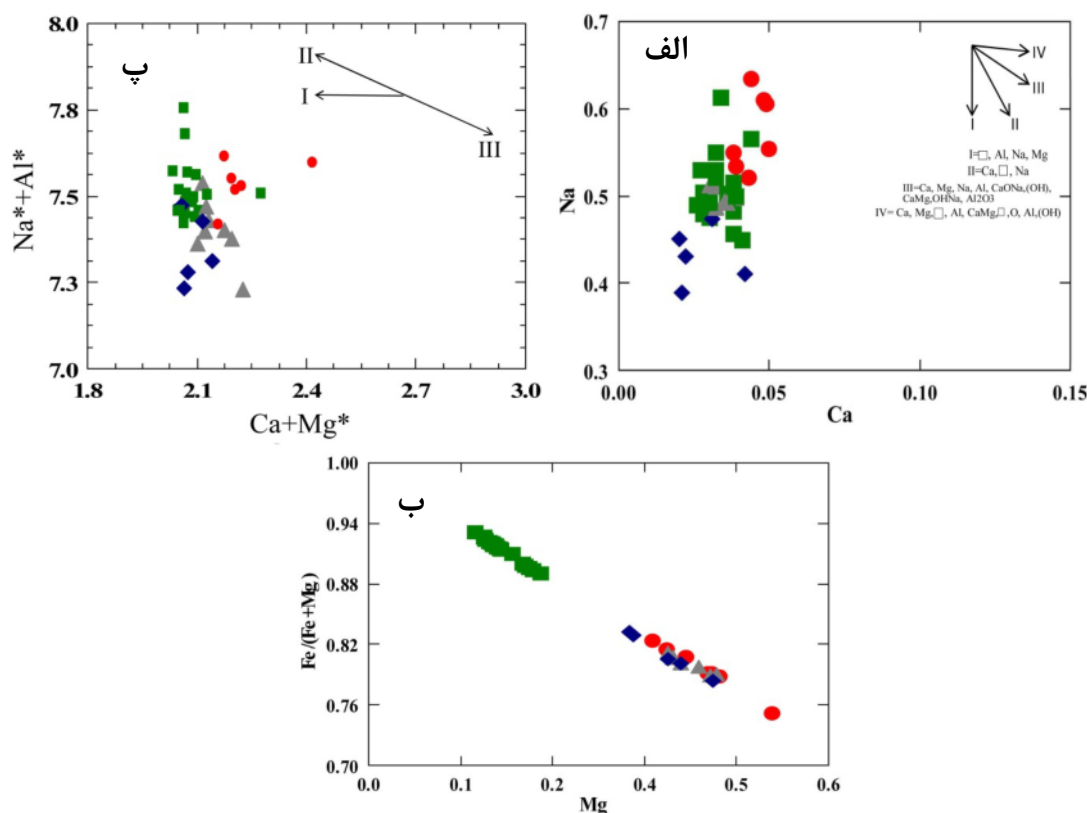 پ
8.0
7.8
7.5
7.3
7.0
Na*+Al*
II
I
III
1.8
2.1
2.4
2.7
3.0
Ca+Mg*
الف
0.7
0.6
0.5
0.4
0.3
Na
IV
III
I
II
I=□, Al, Na, Mg
II=Ca,□, Na
III=Ca, Mg, Na, Al, CaONa,(OH),
CaMg,OHNa, Al2O3
IV= Ca, Mg,□, Al, CaMg,□,O, Al,(OH)
0.00
0.05
0.10
0.15
Ca
ب
1.00
0.94
0.88
0.82
0.76
0.70
Fe/(Fe+Mg)
0.0
0.1
0.2
0.4
0.5
0.6
Mg